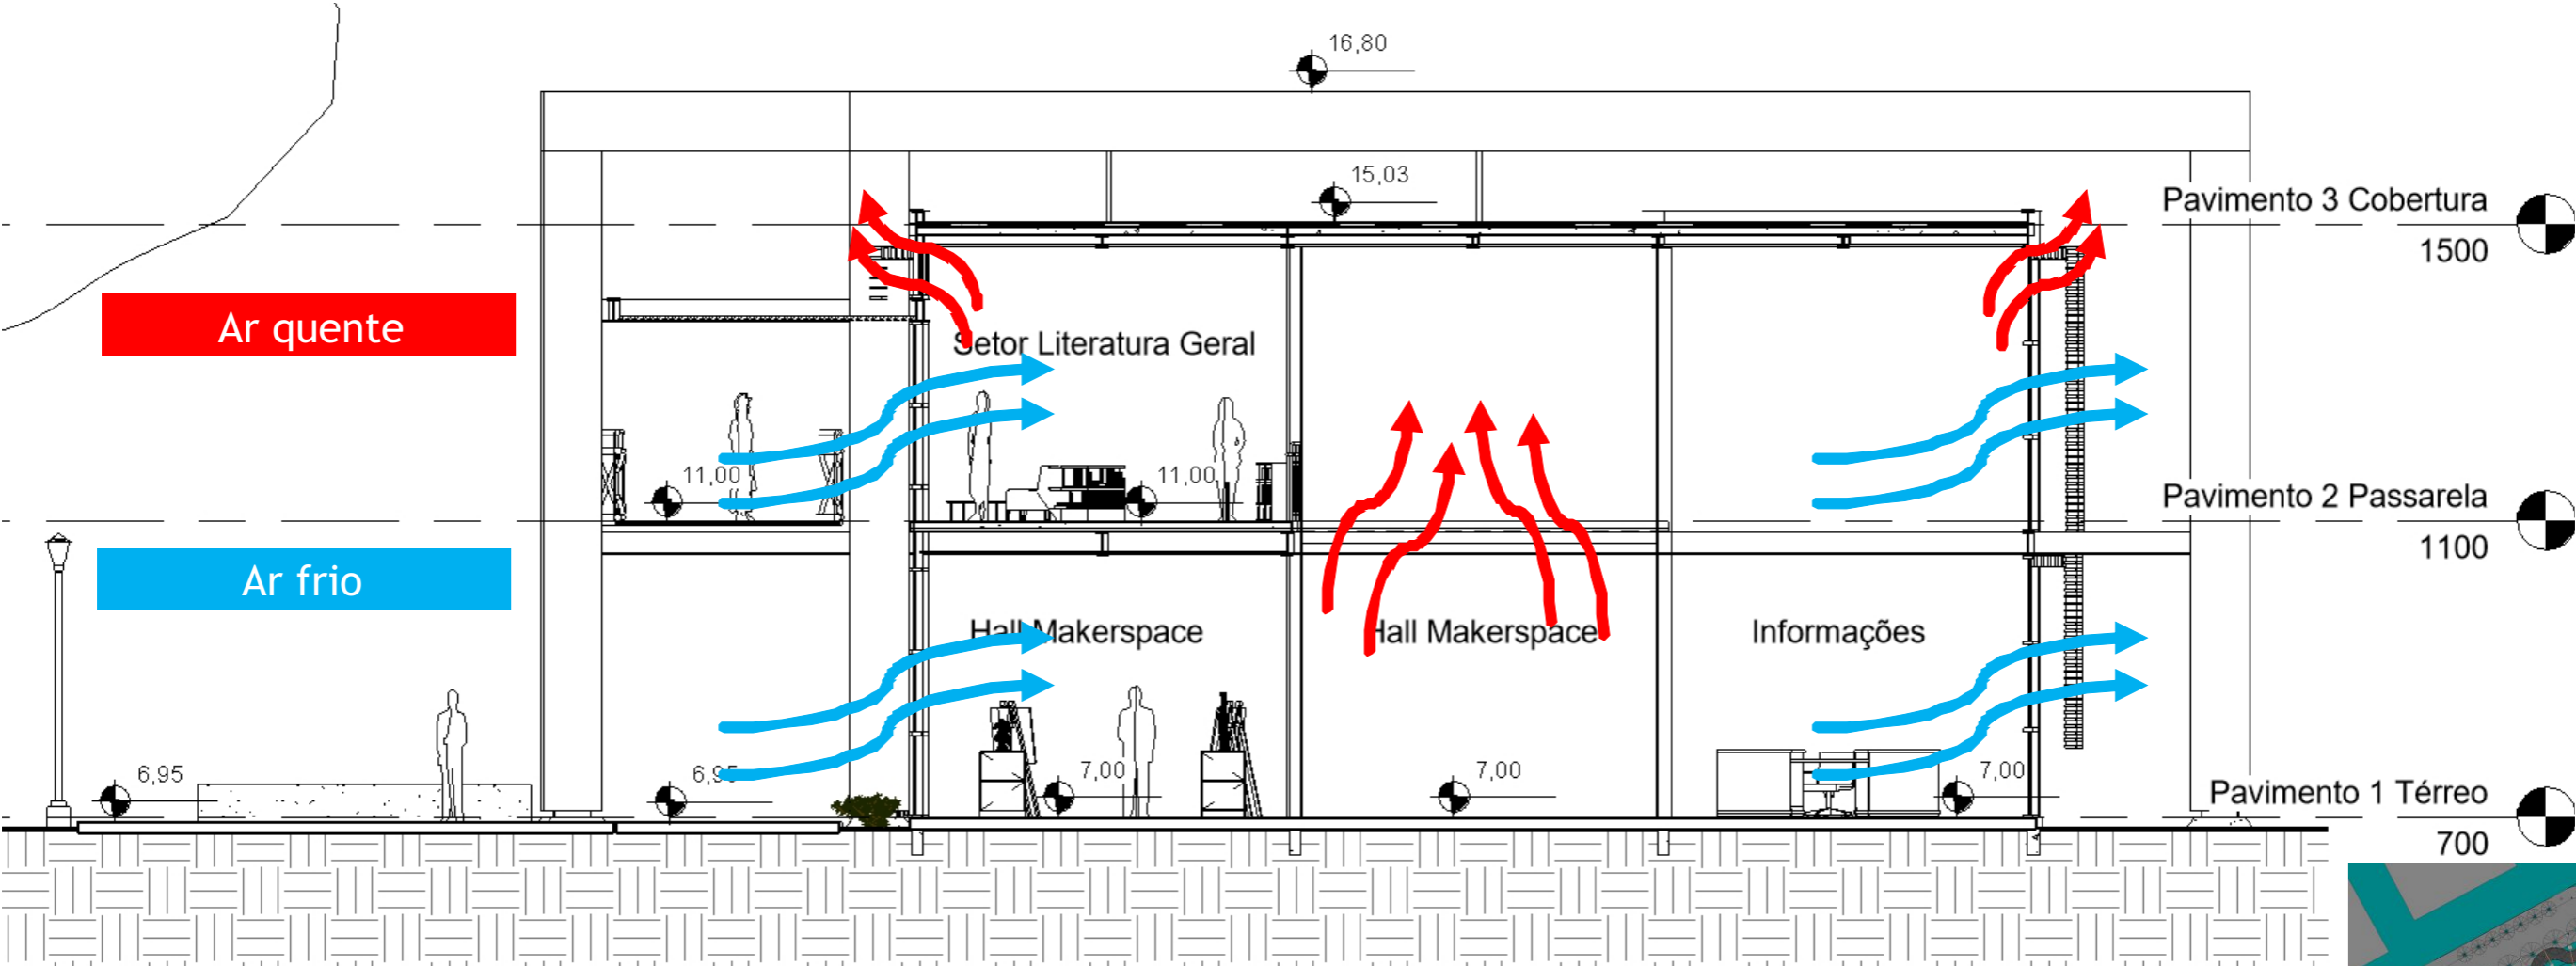 16,80
15,03
Pavimento 3 Cobertura
1500
Ar quente
Setor Literatura Geral
11,00
11,00
Pavimento 2 Passarela
1100
Ar frio
Hall Makerspace
Hall Makerspace
Informações
6,95
6,95
7,00
7,00
7,00
Pavimento 1 Térreo
700